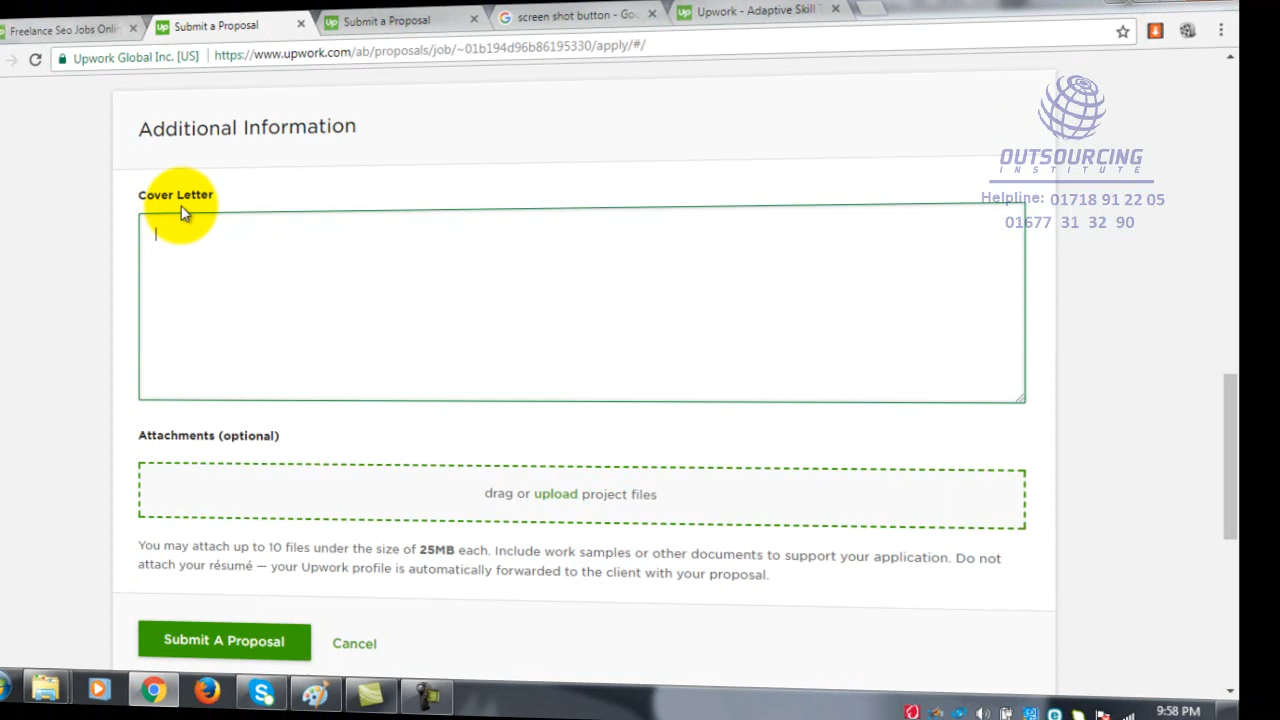 Freelance Seo Jobs Onli
Submit a Proposal
Submit a Proposal
screen shot button - Go
Upwork - Adaptive Skill T
Upwork Global Inc. [US]
https://www.upwork.com/ab/proposals/job/~01b194d96b86195330/apply/#/
Additional Information
OUTSOURCING
INSTITUTE
Helpline: 01718 91 22 05
01677 31 32 90
Cover Letter
Attachments (optional)
drag or upload project files
You may attach up to 10 files under the size of 25MB each. Include work samples or other documents to support your application. Do not
attach your résumé — your Upwork profile is automatically forwarded to the client with your proposal.
Submit A Proposal
Cancel
9:58 PM